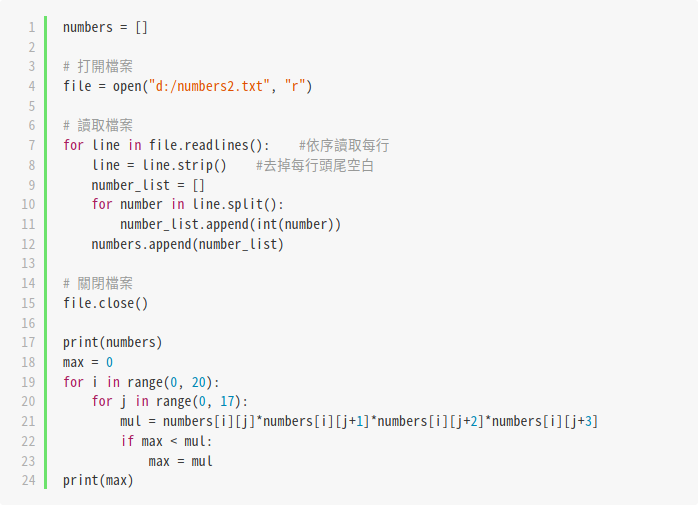 1 numbers = []
2
3 # 打開檔案
4 file = open("d:/numbers2.txt", "r")
5
6 # 讀取檔案
7 for line in file.readlines():    #依序讀取每行
8     line = line.strip()    #去掉每行頭尾空白
9     number_list = []
10     for number in line.split():
11         number_list.append(int(number))
12     numbers.append(number_list)
13
14 # 關閉檔案
15 file.close()
16
17 print(numbers)
18 max = 0
19 for i in range(0, 20):
20     for j in range(0, 17):
21         mul = numbers[i][j]*numbers[i][j+1]*numbers[i][j+2]*numbers[i][j+3]
22         if max < mul:
23             max = mul
24 print(max)